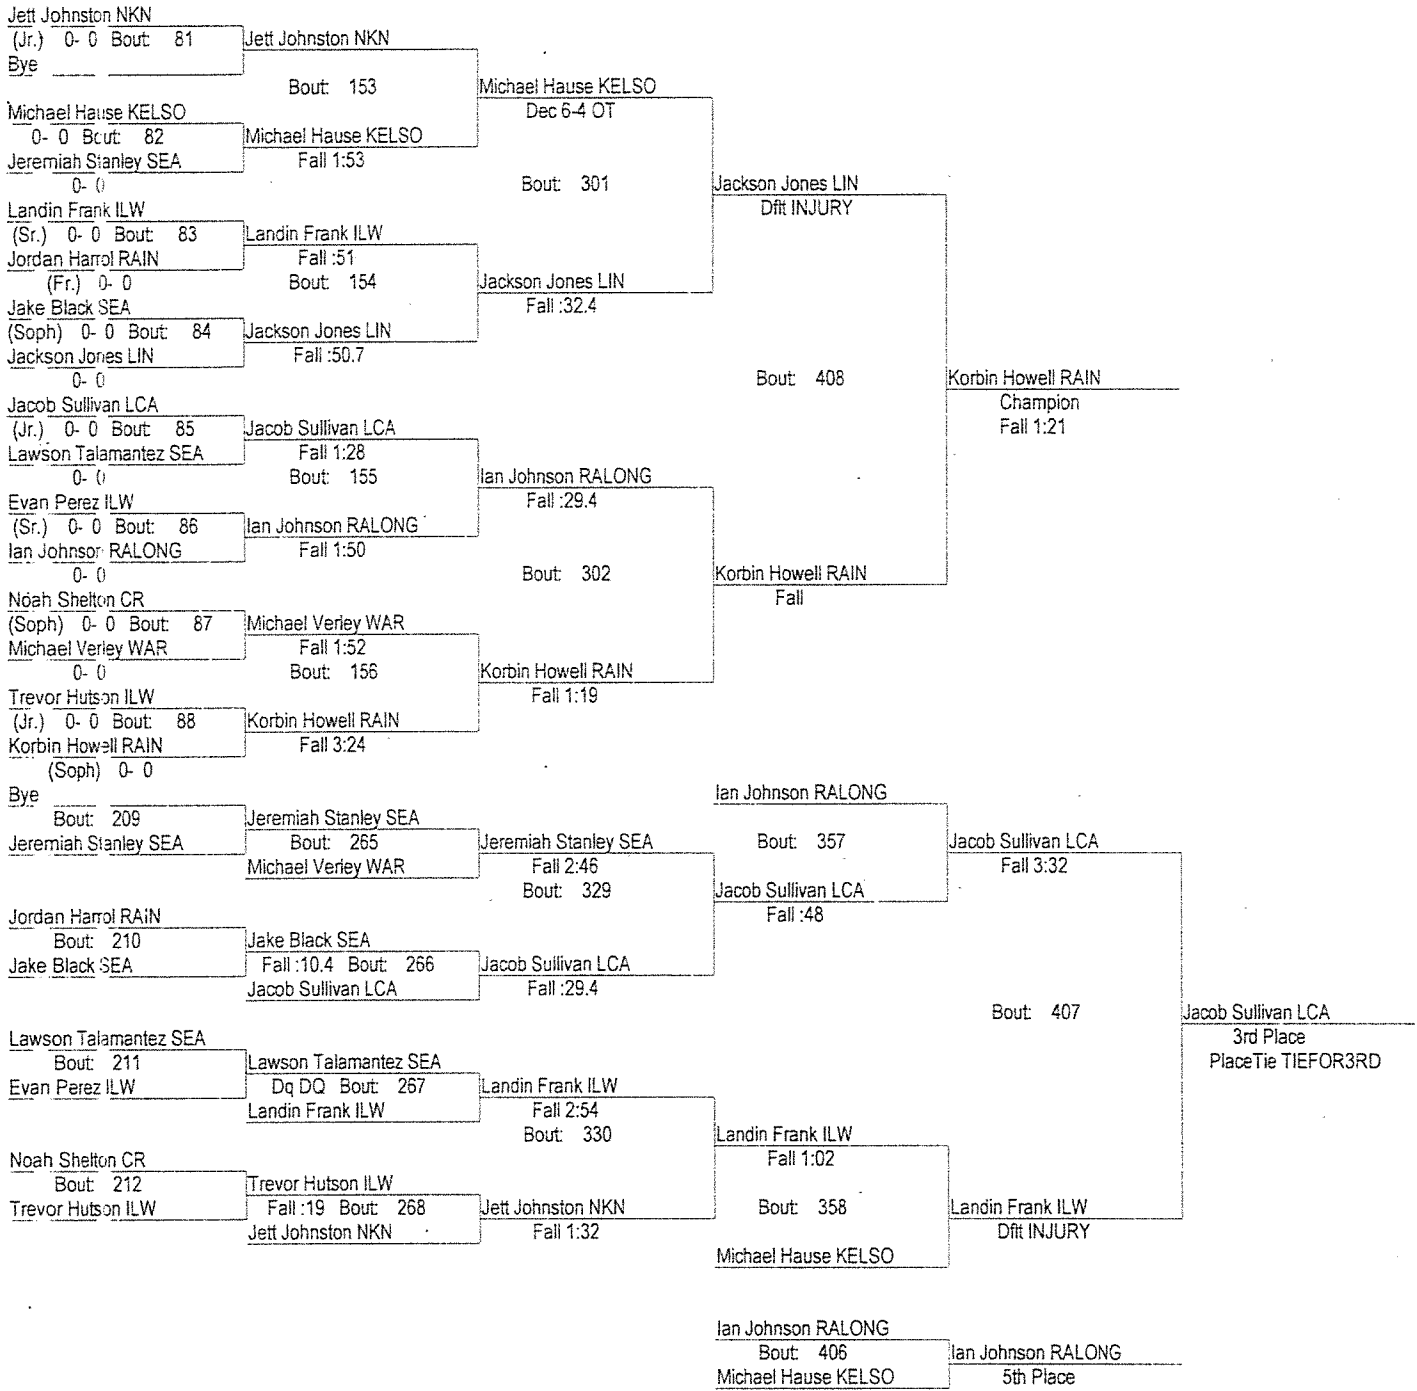 Jett Johnston NKN
(Jr.) 0- 0 Bout: 81
Bye
Jett Johnston NKN
Bout: 153
Michael Hause KELSO
0- 0 Bout: 82
Jeremiah Stanley SEA
0- 0
Michael Hause KELSO
Fall 1:53
Michael Hause KELSO
Dec 6-4 OT
Landin Frank ILW
(Sr.) 0- 0 Bout: 83
Jordan Harrol RAIN
(Fr.) 0- 0
Landin Frank ILW
Fall :51
Bout: 154
Jake Black SEA
(Soph) 0- 0 Bout: 84
Jackson Jones LIN
0- 0
Jackson Jones LIN
Fall :50.7
Jackson Jones LIN
Fall :32.4
Bout: 301
Jackson Jones LIN
Dflt INJURY
Jacob Sullivan LCA
(Jr.) 0- 0 Bout: 85
Lawson Talamantez SEA
0- 0
Jacob Sullivan LCA
Fall 1:28
Bout: 155
Evan Perez ILW
(Sr.) 0- 0 Bout: 86
Ian Johnson RALONG
0- 0
Ian Johnson RALONG
Fall 1:50
Ian Johnson RALONG
Fall :29.4
Noah Shelton CR
(Soph) 0- 0 Bout: 87
Michael Verley WAR
0- 0
Michael Verley WAR
Fall 1:52
Bout: 156
Trevor Hutson ILW
(Jr.) 0- 0 Bout: 88
Korbin Howell RAIN
(Soph) 0- 0
Korbin Howell RAIN
Fall 3:24
Korbin Howell RAIN
Fall 1:19
Bout: 302
Korbin Howell RAIN
Fall
Bout: 408
Korbin Howell RAIN
Champion
Fall 1:21
Bye
Bout: 209
Jeremiah Stanley SEA
Jeremiah Stanley SEA
Bout: 265
Michael Verley WAR
Jeremiah Stanley SEA
Fall 2:46
Bout: 329
Jordan Harrol RAIN
Bout: 210
Jake Black SEA
Jake Black SEA
Fall :10.4 Bout: 266
Jacob Sullivan LCA
Jacob Sullivan LCA
Fall :29.4
Ian Johnson RALONG
Bout: 357
Jacob Sullivan LCA
Fall :48
Jacob Sullivan LCA
Fall 3:32
Lawson Talamantez SEA
Bout: 211
Evan Perez ILW
Lawson Talamantez SEA
Dq DQ Bout: 267
Landin Frank ILW
Landin Frank ILW
Fall 2:54
Bout: 330
Noah Shelton CR
Bout: 212
Trevor Hutson ILW
Trevor Hutson ILW
Fall :19 Bout: 268
Jett Johnston NKN
Jett Johnston NKN
Fall 1:32
Landin Frank ILW
Fall 1:02
Bout: 358
Michael Hause KELSO
Landin Frank ILW
Dflt INJURY
Bout: 407
Jacob Sullivan LCA
3rd Place
PlaceTie TIEFOR3RD
Ian Johnson RALONG
Bout: 406
Michael Hause KELSO
Ian Johnson RALONG
5th Place